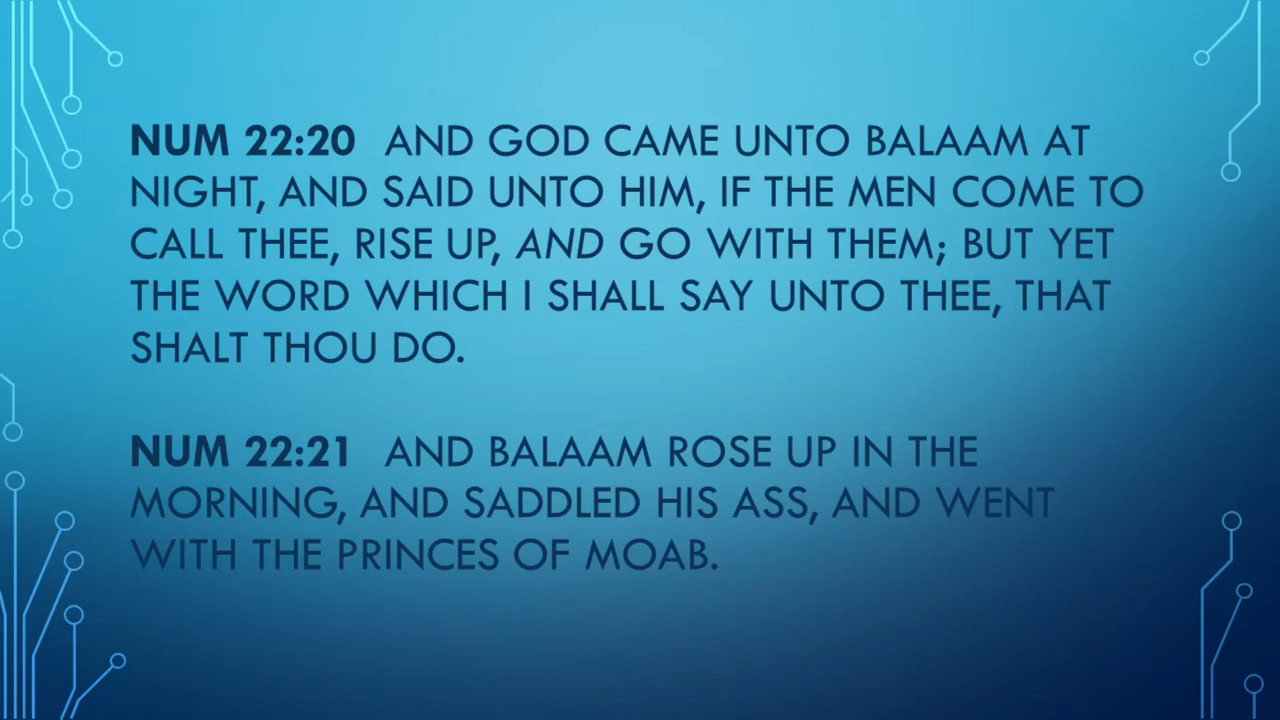 NUM 22:20 AND GOD CAME UNTO BALAAM AT
NIGHT, AND SAID UNTO HIM, IF THE MEN COME TO
CALL THEE, RISE UP, AND GO WITH THEM; BUT YET
THE WORD WHICH I SHALL SAY UNTO THEE, THAT
SHALT THOU DO.
NUM 22:21 AND BALAAM ROSE UP IN THE
MORNING, AND SADDLED HIS ASS, AND WENT
WITH THE PRINCES OF MOAB.